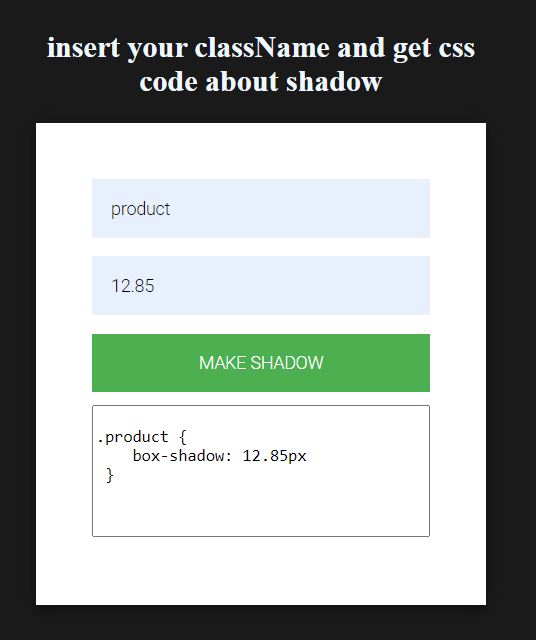 insert your className and get css
code about shadow
product
12.85
MAKE SHADOW
.product {
box-shadow: 12.85px
}